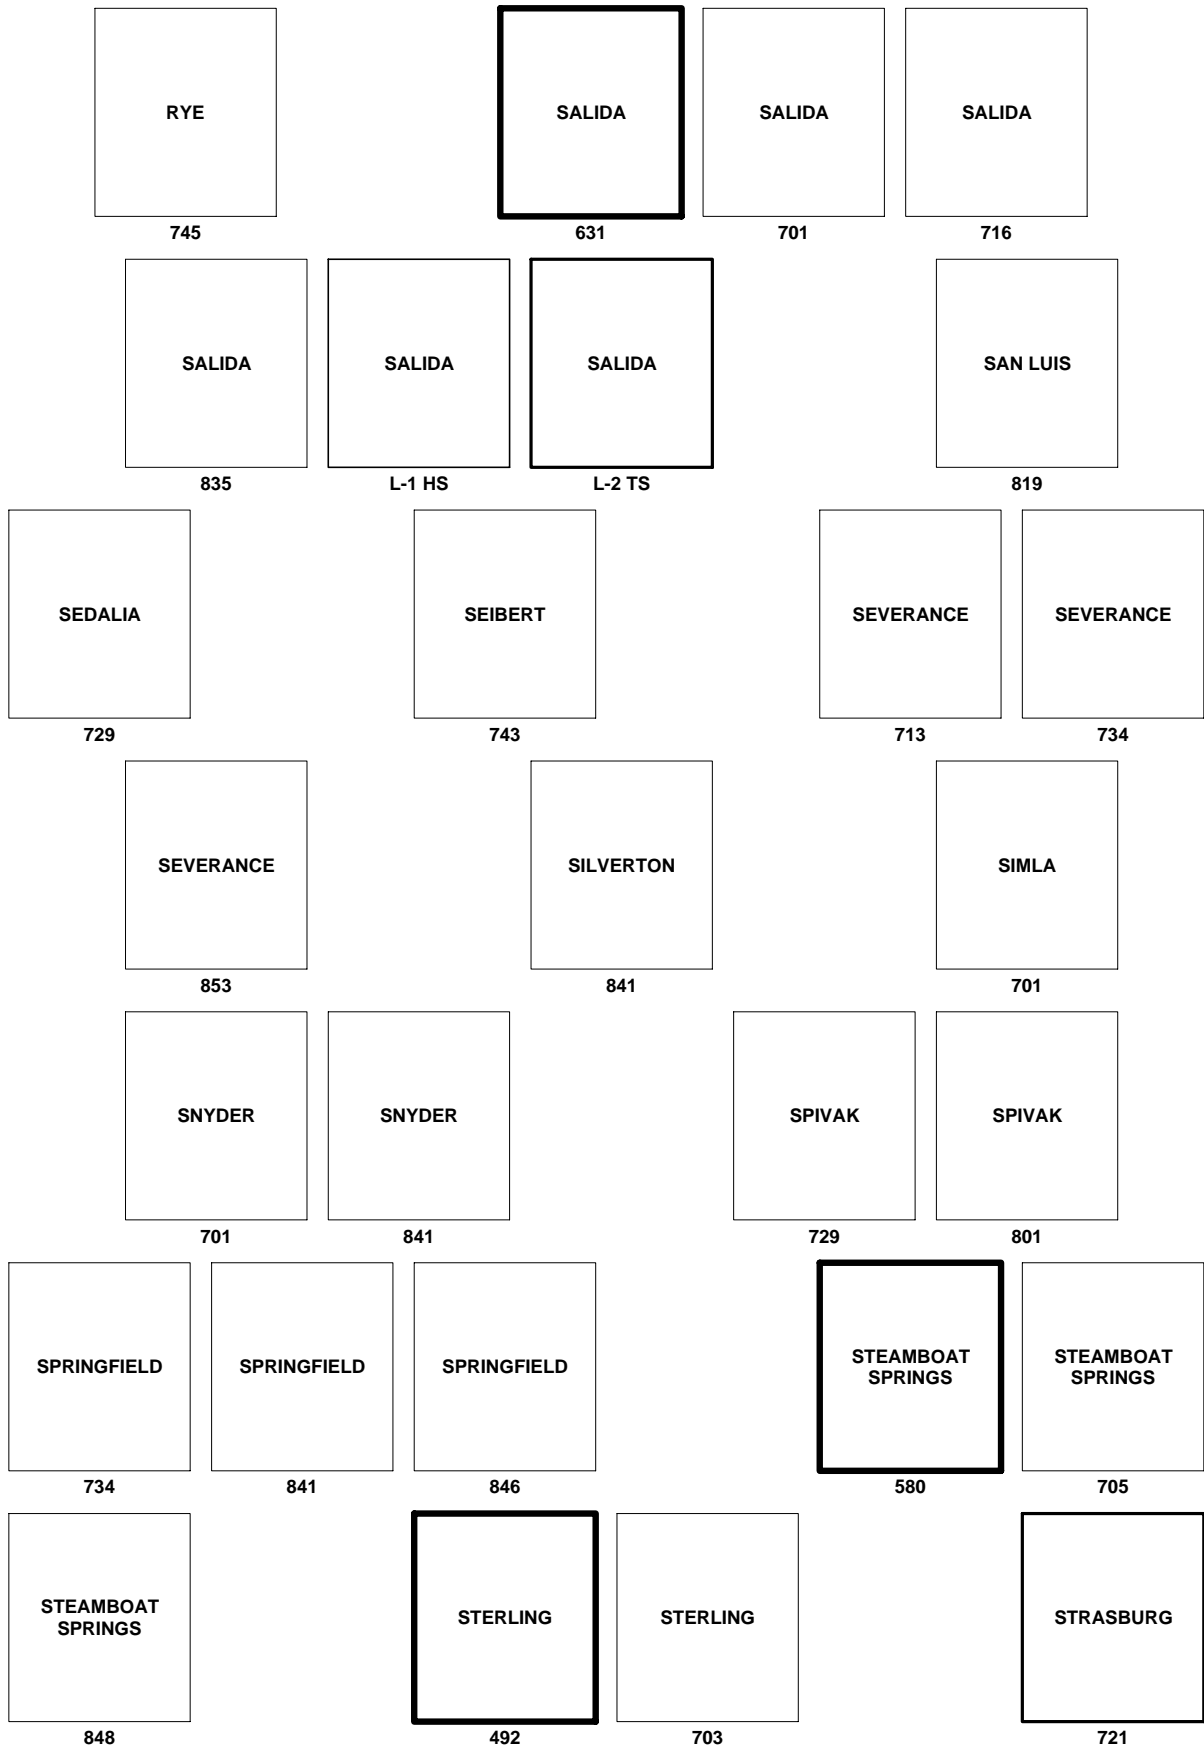 RYE
SALIDA
SALIDA
SALIDA
745
631
701
716
SALIDA
SALIDA
SALIDA
SAN LUIS
835
L-1 HS
L-2 TS
819
SEDALIA
SEIBERT
SEVERANCE
SEVERANCE
729
743
713
734
SEVERANCE
SILVERTON
SIMLA
853
841
701
SNYDER
SNYDER
SPIVAK
SPIVAK
701
841
729
801
SPRINGFIELD
SPRINGFIELD
SPRINGFIELD
STEAMBOAT
SPRINGS
STEAMBOAT
SPRINGS
734
841
846
580
705
STEAMBOAT
SPRINGS
STERLING
STERLING
STRASBURG
848
492
703
721